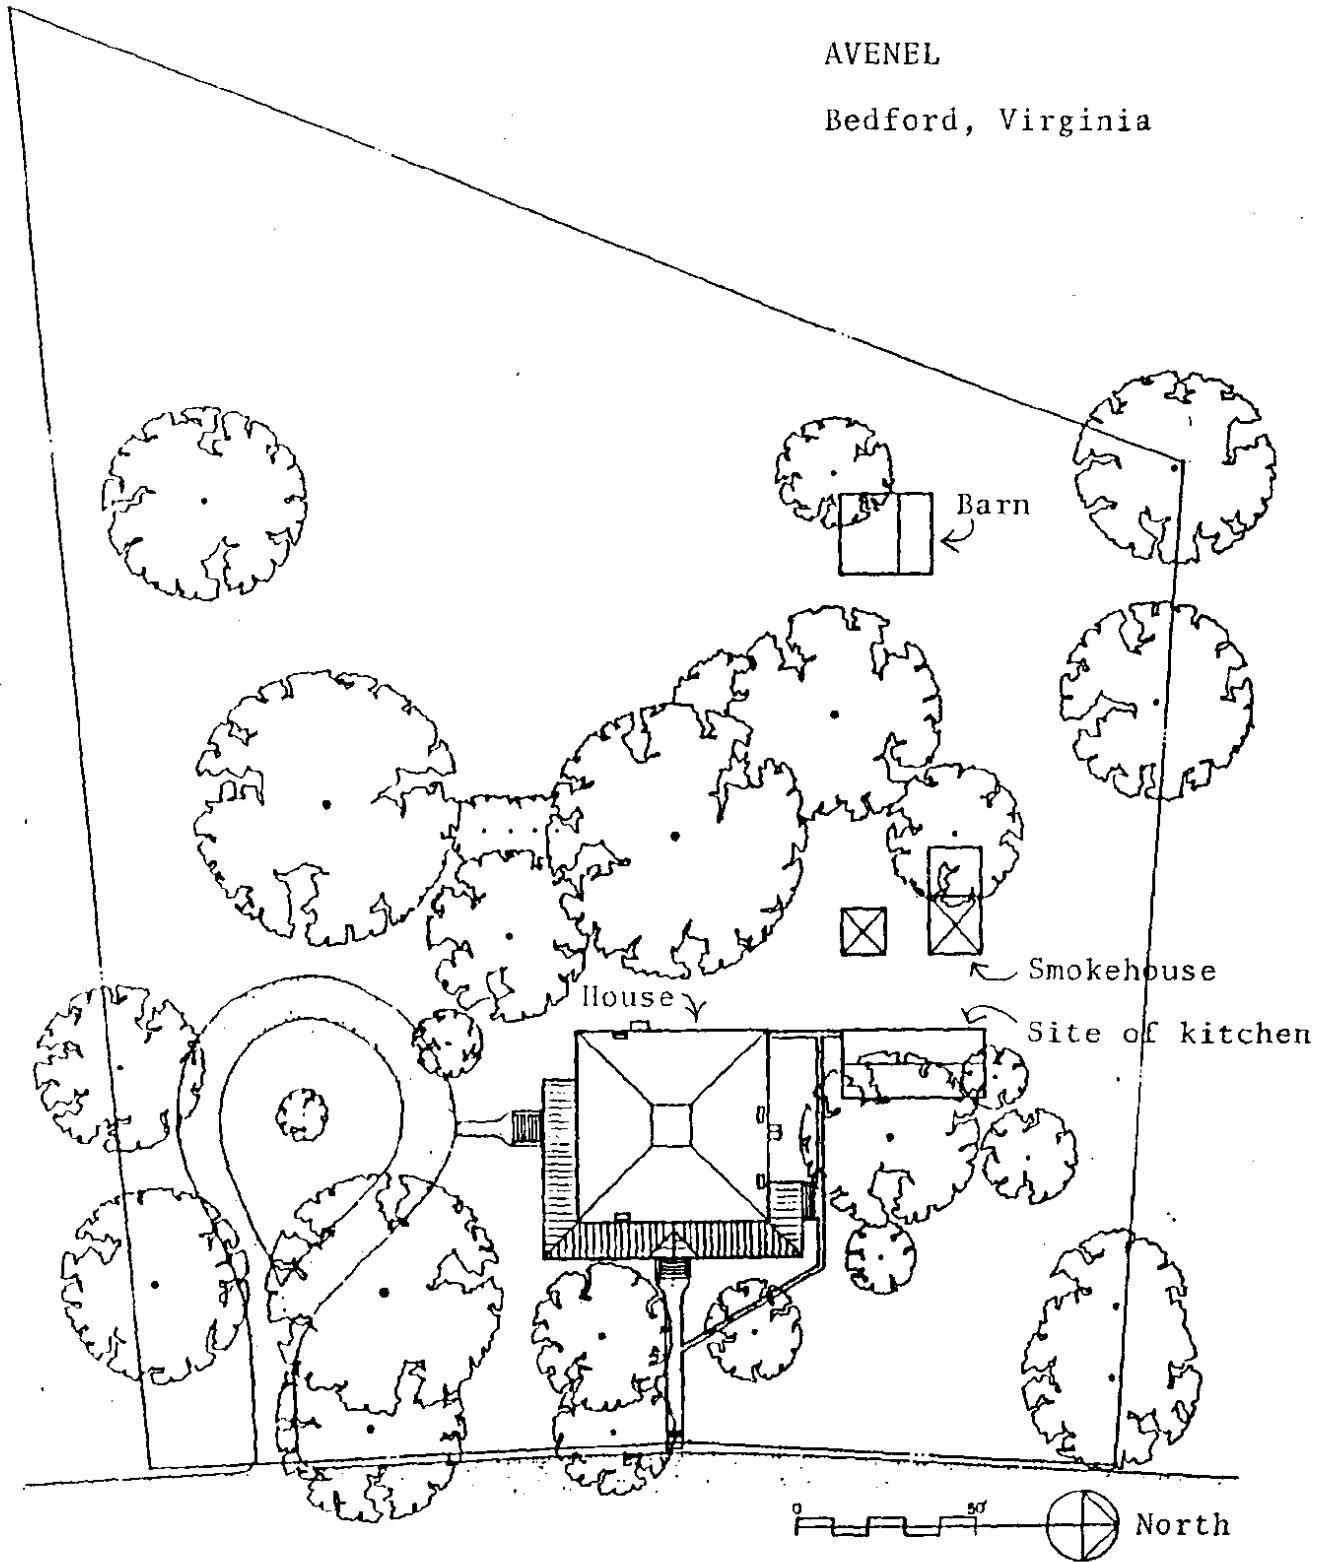 AVENEL
Bedford, Virginia
Barn
Smokehouse
House
Site of kitchen
0 50'
North